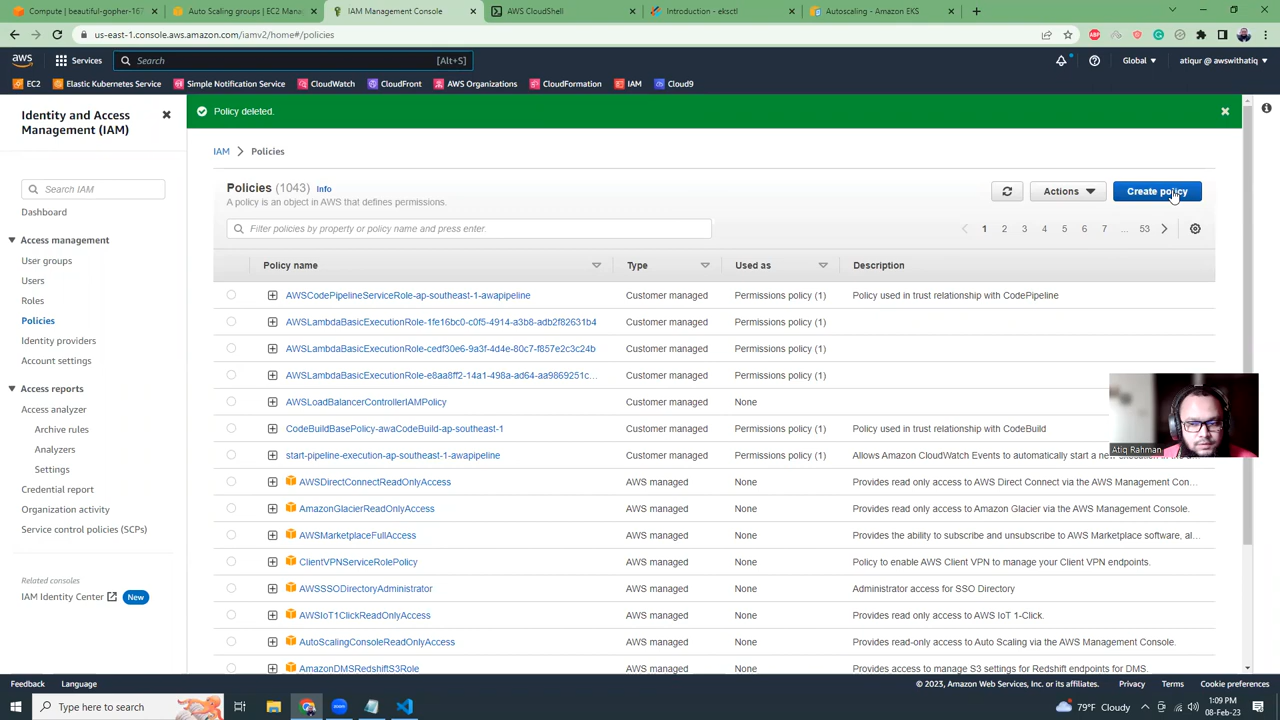 Compute | beautiful-gopher-167
Auto Scaling groups | EC2 Mana
IAM Management Console
AWS CloudShell
Introduction - eksctl
Autoscaling - Amazon EKS
us-east-1.console.aws.amazon.com/iamv2/home#/policies
aws
Services
Search
[Alt+S]
Global
atiqur @ awswithatiq
EC2
Elastic Kubernetes Service
Simple Notification Service
CloudWatch
CloudFront
AWS Organizations
CloudFormation
IAM
Cloud9
Identity and Access
Management (IAM)
Search IAM
Dashboard
Access management
User groups
Users
Roles
Policies
Identity providers
Account settings
Access reports
Access analyzer
Archive rules
Analyzers
Settings
Credential report
Organization activity
Service control policies (SCPs)
Related consoles
IAM Identity Center
New
Policy deleted.
IAM > Policies
Policies (1043) Info
A policy is an object in AWS that defines permissions.
Actions
Create policy
Filter policies by property or policy name and press enter.
1 2 3 4 5 6 7 ... 53
Policy name Type Used as Description
AWSCodePipelineServiceRole-ap-southeast-1-awapipeline Customer managed Permissions policy (1) Policy used in trust relationship with CodePipeline
AWSLambdaBasicExecutionRole-1fe16bc0-c0f5-4914-a3b8-adb2f82631b4 Customer managed Permissions policy (1)
AWSLambdaBasicExecutionRole-cedf30e6-9a3f-4d4e-80c7-f857e2c3c24b Customer managed Permissions policy (1)
AWSLambdaBasicExecutionRole-e8aa8ff2-14a1-498a-ad64-aa9869251c... Customer managed Permissions policy (1)
AWSLoadBalancerControllerIAMPolicy Customer managed None
CodeBuildBasePolicy-awaCodeBuild-ap-southeast-1 Customer managed Permissions policy (1) Policy used in trust relationship with CodeBuild
start-pipeline-execution-ap-southeast-1-awapipeline Customer managed Permissions policy (1) Allows Amazon CloudWatch Events to automatically start a
AWSDirectConnectReadOnlyAccess AWS managed None Provides read only access to AWS Direct Connect via the AWS Management Con...
AmazonGlacierReadOnlyAccess AWS managed None Provides read only access to Amazon Glacier via the AWS Management Console.
AWSMarketplaceFullAccess AWS managed None Provides the ability to subscribe and unsubscribe to AWS Marketplace software, al...
ClientVPNServiceRolePolicy AWS managed None Policy to enable AWS Client VPN to manage your Client VPN endpoints.
AWSSSODirectoryAdministrator AWS managed None Administrator access for SSO Directory
AWSIoT1ClickReadOnlyAccess AWS managed None Provides read only access to AWS IoT 1-Click.
AutoScalingConsoleReadOnlyAccess AWS managed None Provides read-only access to Auto Scaling via the AWS Management Console.
AmazonDMSRedshiftS3Role AWS managed None Provides access to manage S3 settings for Redshift endpoints for DMS.
Atiq Rahman
Feedback
Language
© 2023, Amazon Web Services, Inc. or its affiliates.
Privacy
Terms
Cookie preferences
Type here to search
79°F Cloudy
1:09 PM
08-Feb-23